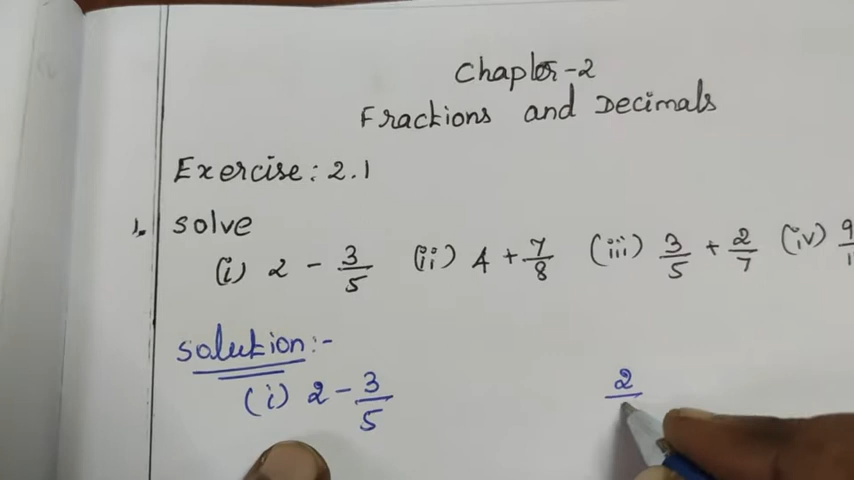 Chapter-2
Fractions and Decimals
Exercise: 2.1
1. solve
(i) 2 - 3/5 (ii) 4 + 7/8 (iii) 3/5 + 2/7 (iv)
solution:-
(i) 2 - 3/5
2